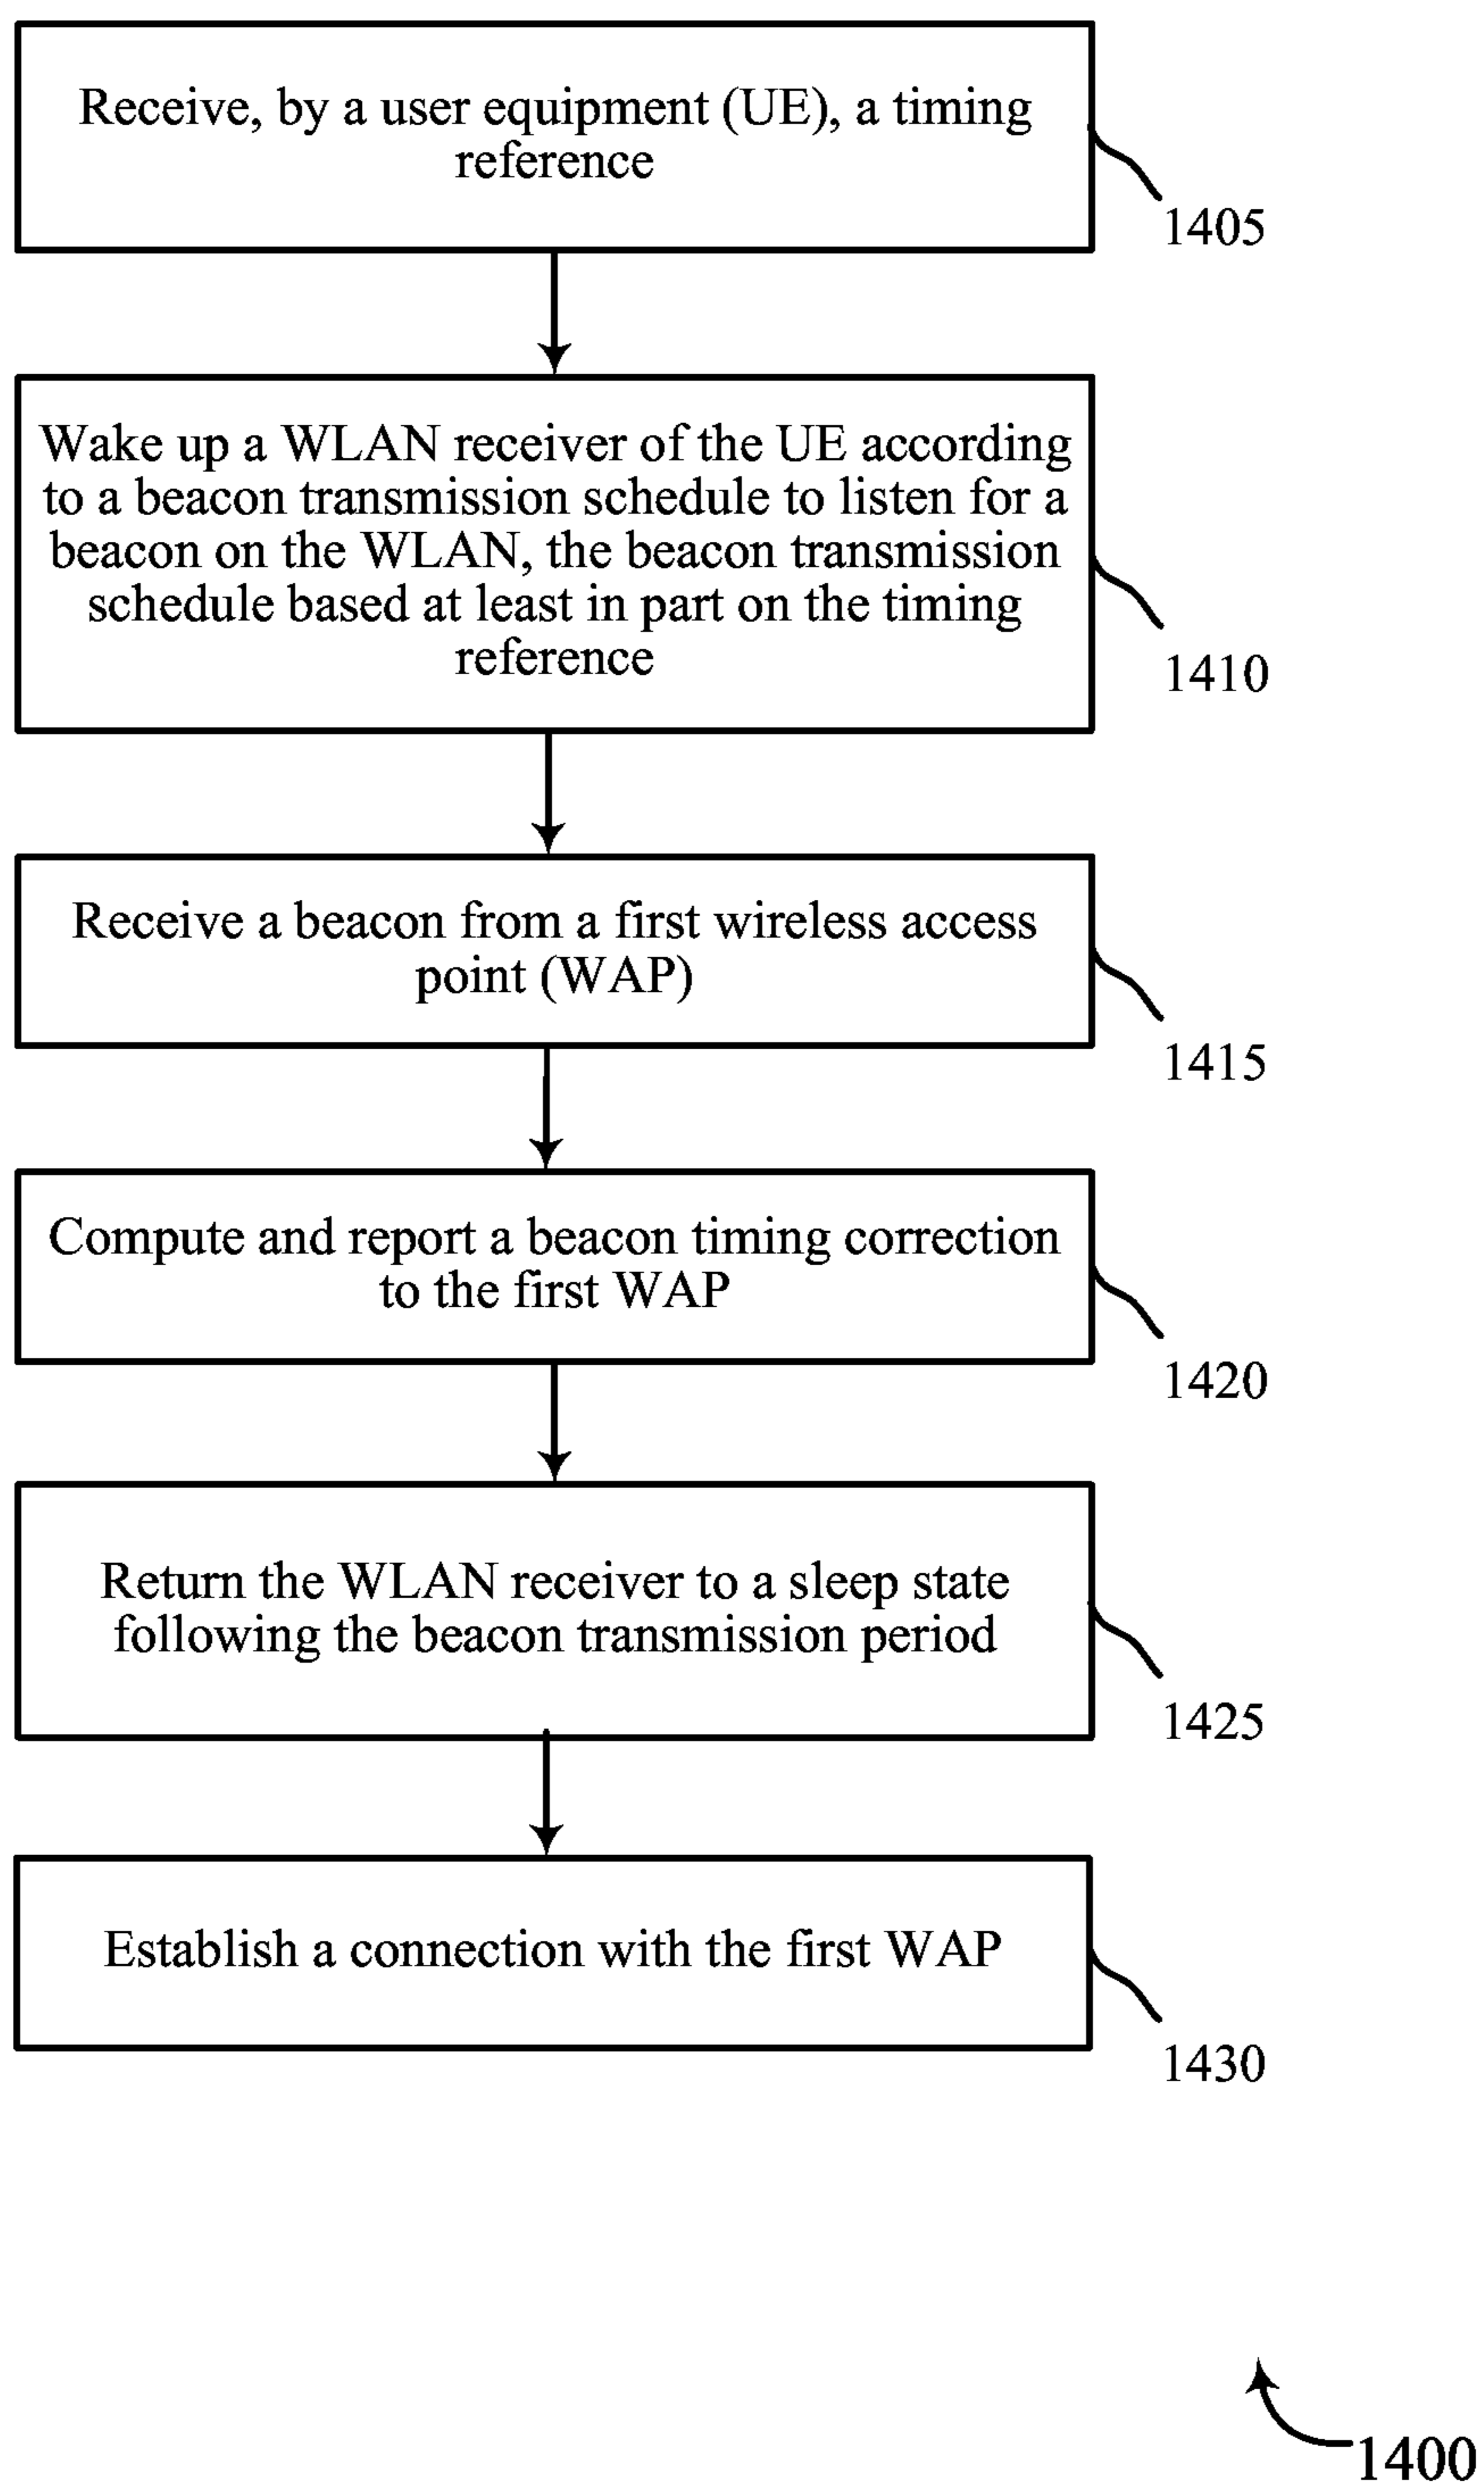 Receive, by a user equipment (UE), a timing
reference
1405
Wake up a WLAN receiver of the UE according
to a beacon transmission schedule to listen for a
beacon on the WLAN, the beacon transmission
schedule based at least in part on the timing
reference
1410
Receive a beacon from a first wireless access
point (WAP)
1415
Compute and report a beacon timing correction
to the first WAP
1420
Return the WLAN receiver to a sleep state
following the beacon transmission period
1425
Establish a connection with the first WAP
1430
1400